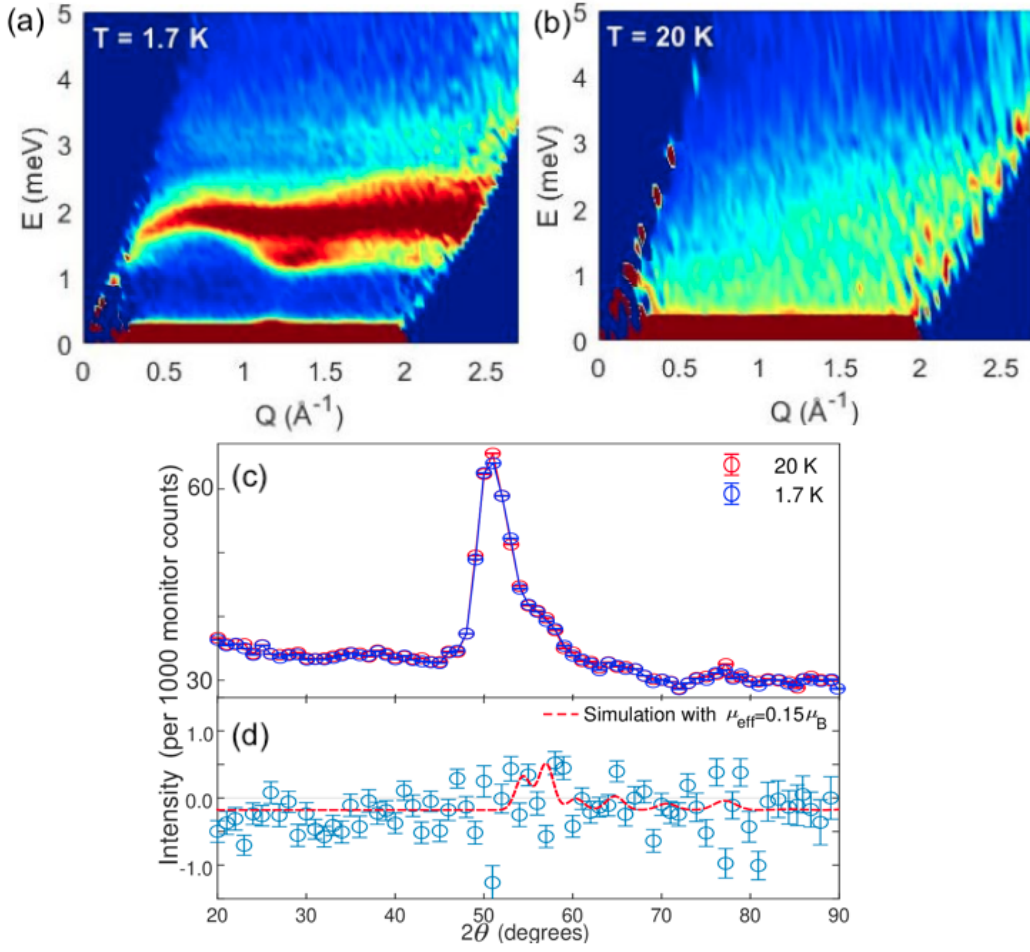 (a)
T = 1.7 K
5
4
3
2
1
0
E (meV)
0
0.5
1
1.5
2
2.5
Q (Å⁻¹)
(b)
T = 20 K
5
4
3
2
1
0
E (meV)
0
0.5
1
1.5
2
2.5
Q (Å⁻¹)
(c)
20 K
1.7 K
60
30
Intensity (per 1000 monitor counts)
(d)
Simulation with μeff=0.15μB
1.0
0.0
-1.0
20
30
40
50
60
70
80
90
2θ (degrees)